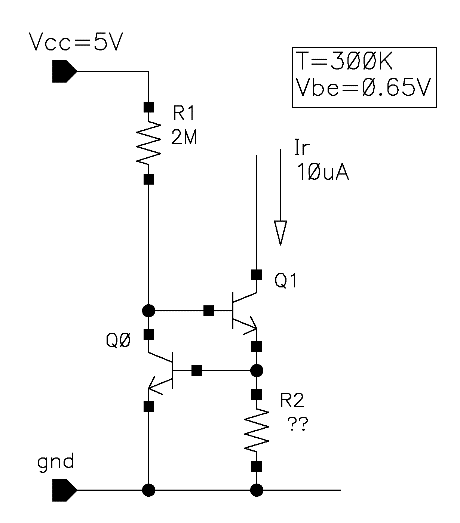 Vcc=5V
T=300K
Vbe=0.65V
R1
2M
Ir
10uA
Q1
Q0
R2
??
gnd